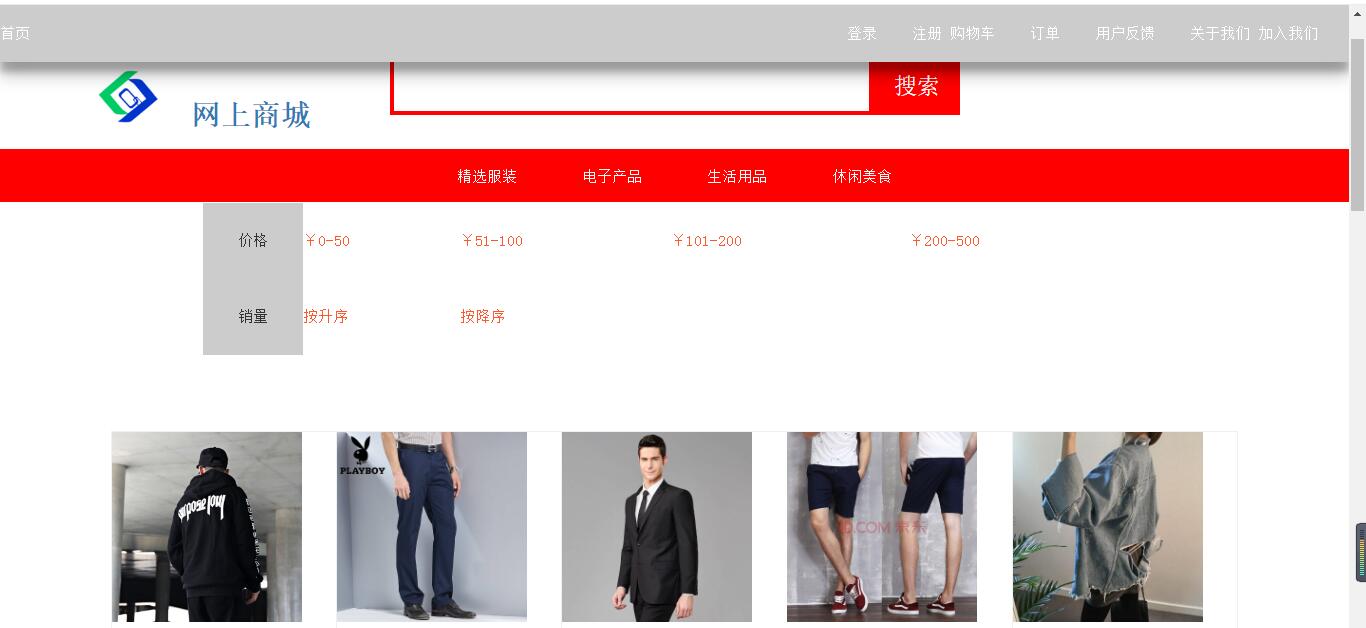 首页 登录 注册 购物车 订单 用户反馈 关于我们 加入我们
网上商城 搜索
精选服装 电子产品 生活用品 休闲美食
价格 ￥0-50 ￥51-100 ￥101-200 ￥200-500
销量 按升序 按降序
PLAYBOY
.COM 京东